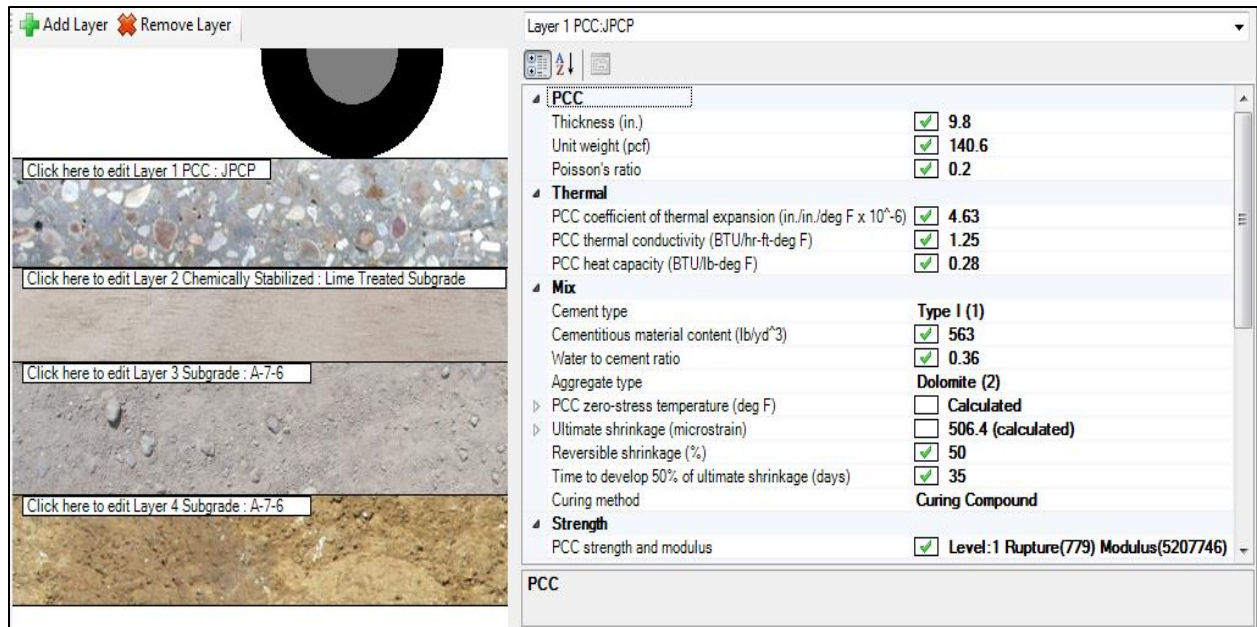 Add Layer Remove Layer
Click here to edit Layer 1 PCC : JPCP
Click here to edit Layer 2 Chemically Stabilized : Lime Treated Subgrade
Click here to edit Layer 3 Subgrade : A-7-6
Click here to edit Layer 4 Subgrade : A-7-6
Layer 1 PCC:JPCP
PCC
Thickness (in.) 9.8
Unit weight (pcf) 140.6
Poisson's ratio 0.2
Thermal
PCC coefficient of thermal expansion (in./in./deg F x 10^-6) 4.63
PCC thermal conductivity (BTU/hr-ft-deg F) 1.25
PCC heat capacity (BTU/lb-deg F) 0.28
Mix
Cement type Type I (1)
Cementitious material content (lb/yd^3) 563
Water to cement ratio 0.36
Aggregate type Dolomite (2)
PCC zero-stress temperature (deg F) Calculated
Ultimate shrinkage (microstrain) 506.4 (calculated)
Reversible shrinkage (%) 50
Time to develop 50% of ultimate shrinkage (days) 35
Curing method Curing Compound
Strength
PCC strength and modulus Level:1 Rupture(779) Modulus(5207746)
PCC